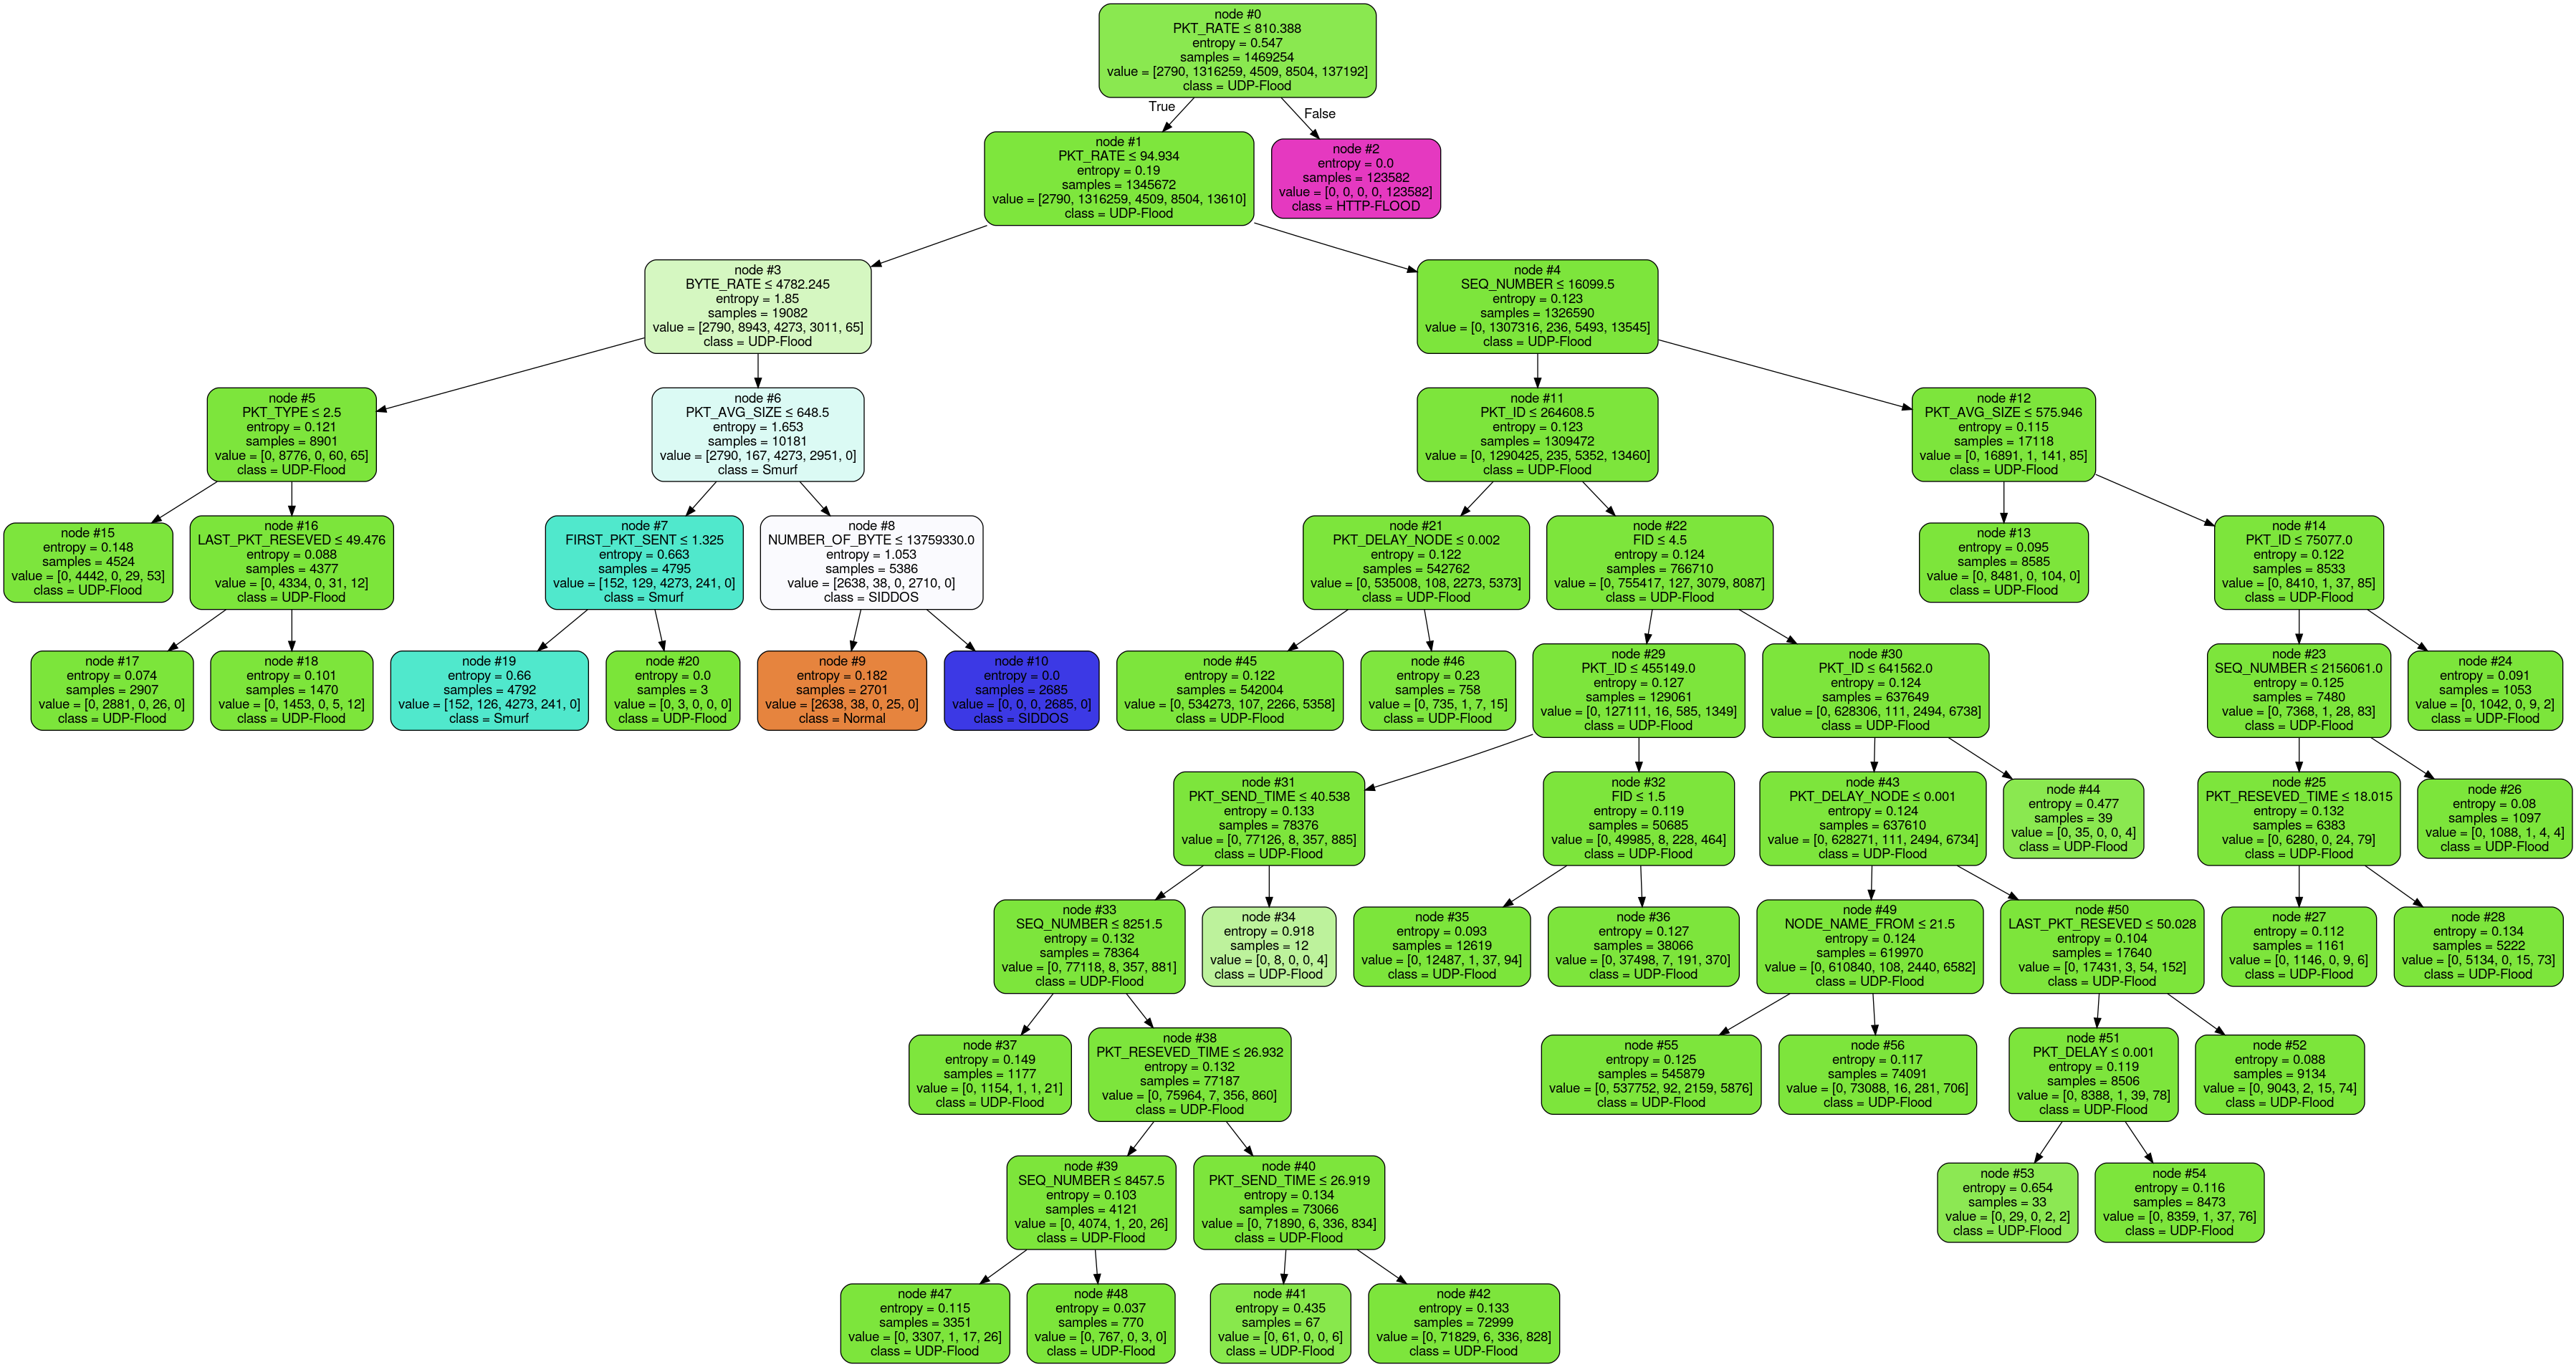 node #0
PKT_RATE ≤ 810.388
entropy = 0.547
samples = 1469254
value = [2790, 1316259, 4509, 8504, 137192]
class = UDP-Flood
True
False
node #1
PKT_RATE ≤ 94.934
entropy = 0.19
samples = 1345672
value = [2790, 1316259, 4509, 8504, 13610]
class = UDP-Flood
node #2
entropy = 0.0
samples = 123582
value = [0, 0, 0, 0, 123582]
class = HTTP-FLOOD
node #3
BYTE_RATE ≤ 4782.245
entropy = 1.85
samples = 19082
value = [2790, 8943, 4273, 3011, 65]
class = UDP-Flood
node #4
SEQ_NUMBER ≤ 16099.5
entropy = 0.123
samples = 1326590
value = [0, 1307316, 236, 5493, 13545]
class = UDP-Flood
node #5
PKT_TYPE ≤ 2.5
entropy = 0.121
samples = 8901
value = [0, 8776, 0, 60, 65]
class = UDP-Flood
node #6
PKT_AVG_SIZE ≤ 648.5
entropy = 1.653
samples = 10181
value = [2790, 167, 4273, 2951, 0]
class = Smurf
node #11
PKT_ID ≤ 264608.5
entropy = 0.123
samples = 1309472
value = [0, 1290425, 235, 5352, 13460]
class = UDP-Flood
node #12
PKT_AVG_SIZE ≤ 575.946
entropy = 0.115
samples = 17118
value = [0, 16891, 1, 141, 85]
class = UDP-Flood
node #15
entropy = 0.148
samples = 4524
value = [0, 4442, 0, 29, 53]
class = UDP-Flood
node #16
LAST_PKT_RESEVED ≤ 49.476
entropy = 0.088
samples = 4377
value = [0, 4334, 0, 31, 12]
class = UDP-Flood
node #7
FIRST_PKT_SENT ≤ 1.325
entropy = 0.663
samples = 4795
value = [152, 129, 4273, 241, 0]
class = Smurf
node #8
NUMBER_OF_BYTE ≤ 13759330.0
entropy = 1.053
samples = 5386
value = [2638, 38, 0, 2710, 0]
class = SIDDOS
node #21
PKT_DELAY_NODE ≤ 0.002
entropy = 0.122
samples = 542762
value = [0, 535008, 108, 2273, 5373]
class = UDP-Flood
node #22
FID ≤ 4.5
entropy = 0.124
samples = 766710
value = [0, 755417, 127, 3079, 8087]
class = UDP-Flood
node #13
entropy = 0.095
samples = 8585
value = [0, 8481, 0, 104, 0]
class = UDP-Flood
node #14
PKT_ID ≤ 75077.0
entropy = 0.122
samples = 8533
value = [0, 8410, 1, 37, 85]
class = UDP-Flood
node #17
entropy = 0.074
samples = 2907
value = [0, 2881, 0, 26, 0]
class = UDP-Flood
node #18
entropy = 0.101
samples = 1470
value = [0, 1453, 0, 5, 12]
class = UDP-Flood
node #19
entropy = 0.66
samples = 4792
value = [152, 126, 4273, 241, 0]
class = Smurf
node #20
entropy = 0.0
samples = 3
value = [0, 3, 0, 0, 0]
class = UDP-Flood
node #9
entropy = 0.182
samples = 2701
value = [2638, 38, 0, 25, 0]
class = Normal
node #10
entropy = 0.0
samples = 2685
value = [0, 0, 0, 2685, 0]
class = SIDDOS
node #45
entropy = 0.122
samples = 542004
value = [0, 534273, 107, 2266, 5358]
class = UDP-Flood
node #46
entropy = 0.23
samples = 758
value = [0, 735, 1, 7, 15]
class = UDP-Flood
node #29
PKT_ID ≤ 455149.0
entropy = 0.127
samples = 129061
value = [0, 127111, 16, 585, 1349]
class = UDP-Flood
node #30
PKT_ID ≤ 641562.0
entropy = 0.124
samples = 637649
value = [0, 628306, 111, 2494, 6738]
class = UDP-Flood
node #23
SEQ_NUMBER ≤ 2156061.0
entropy = 0.125
samples = 7480
value = [0, 7368, 1, 28, 83]
class = UDP-Flood
node #24
entropy = 0.091
samples = 1053
value = [0, 1042, 0, 9, 2]
class = UDP-Flood
node #31
PKT_SEND_TIME ≤ 40.538
entropy = 0.133
samples = 78376
value = [0, 77126, 8, 357, 885]
class = UDP-Flood
node #32
FID ≤ 1.5
entropy = 0.119
samples = 50685
value = [0, 49985, 8, 228, 464]
class = UDP-Flood
node #43
PKT_DELAY_NODE ≤ 0.001
entropy = 0.124
samples = 637610
value = [0, 628271, 111, 2494, 6734]
class = UDP-Flood
node #44
entropy = 0.477
samples = 39
value = [0, 35, 0, 0, 4]
class = UDP-Flood
node #25
PKT_RESEVED_TIME ≤ 18.015
entropy = 0.132
samples = 6383
value = [0, 6280, 0, 24, 79]
class = UDP-Flood
node #26
entropy = 0.08
samples = 1097
value = [0, 1088, 1, 4, 4]
class = UDP-Flood
node #33
SEQ_NUMBER ≤ 8251.5
entropy = 0.132
samples = 78364
value = [0, 77118, 8, 357, 881]
class = UDP-Flood
node #34
entropy = 0.918
samples = 12
value = [0, 8, 0, 0, 4]
class = UDP-Flood
node #35
entropy = 0.093
samples = 12619
value = [0, 12487, 1, 37, 94]
class = UDP-Flood
node #36
entropy = 0.127
samples = 38066
value = [0, 37498, 7, 191, 370]
class = UDP-Flood
node #49
NODE_NAME_FROM ≤ 21.5
entropy = 0.124
samples = 619970
value = [0, 610840, 108, 2440, 6582]
class = UDP-Flood
node #50
LAST_PKT_RESEVED ≤ 50.028
entropy = 0.104
samples = 17640
value = [0, 17431, 3, 54, 152]
class = UDP-Flood
node #27
entropy = 0.112
samples = 1161
value = [0, 1146, 0, 9, 6]
class = UDP-Flood
node #28
entropy = 0.134
samples = 5222
value = [0, 5134, 0, 15, 73]
class = UDP-Flood
node #37
entropy = 0.149
samples = 1177
value = [0, 1154, 1, 1, 21]
class = UDP-Flood
node #38
PKT_RESEVED_TIME ≤ 26.932
entropy = 0.132
samples = 77187
value = [0, 75964, 7, 356, 860]
class = UDP-Flood
node #55
entropy = 0.125
samples = 545879
value = [0, 537752, 92, 2159, 5876]
class = UDP-Flood
node #56
entropy = 0.117
samples = 74091
value = [0, 73088, 16, 281, 706]
class = UDP-Flood
node #51
PKT_DELAY ≤ 0.001
entropy = 0.119
samples = 8506
value = [0, 8388, 1, 39, 78]
class = UDP-Flood
node #52
entropy = 0.088
samples = 9134
value = [0, 9043, 2, 15, 74]
class = UDP-Flood
node #39
SEQ_NUMBER ≤ 8457.5
entropy = 0.103
samples = 4121
value = [0, 4074, 1, 20, 26]
class = UDP-Flood
node #40
PKT_SEND_TIME ≤ 26.919
entropy = 0.134
samples = 73066
value = [0, 71890, 6, 336, 834]
class = UDP-Flood
node #53
entropy = 0.654
samples = 33
value = [0, 29, 0, 2, 2]
class = UDP-Flood
node #54
entropy = 0.116
samples = 8473
value = [0, 8359, 1, 37, 76]
class = UDP-Flood
node #47
entropy = 0.115
samples = 3351
value = [0, 3307, 1, 17, 26]
class = UDP-Flood
node #48
entropy = 0.037
samples = 770
value = [0, 767, 0, 3, 0]
class = UDP-Flood
node #41
entropy = 0.435
samples = 67
value = [0, 61, 0, 0, 6]
class = UDP-Flood
node #42
entropy = 0.133
samples = 72999
value = [0, 71829, 6, 336, 828]
class = UDP-Flood